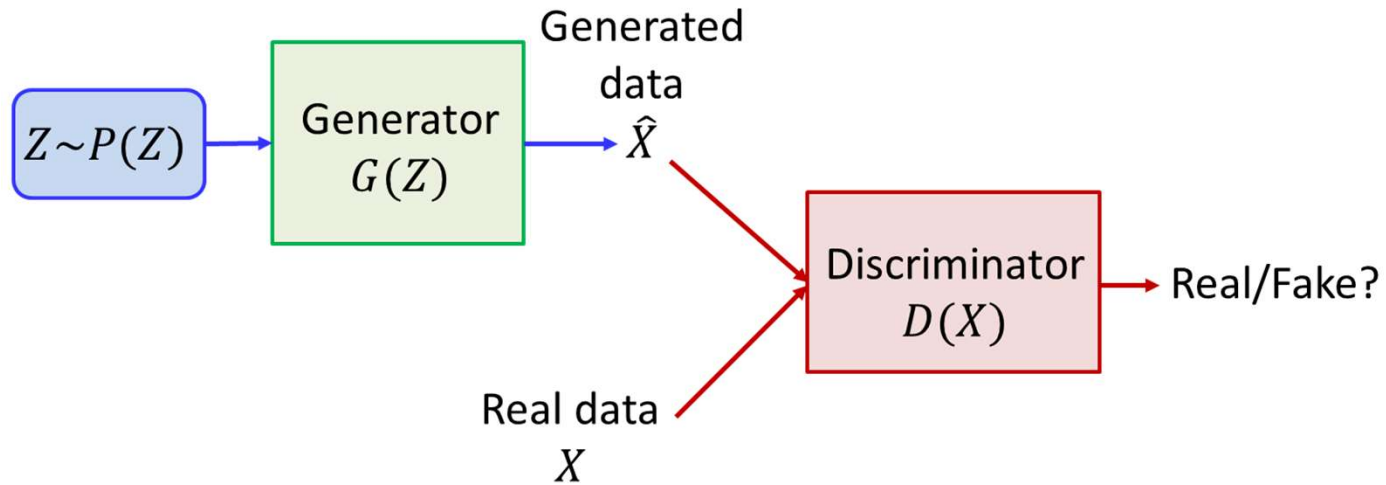 Z~P(Z)
Generator
G(Z)
Generated
data
X̂
Discriminator
D(X)
Real/Fake?
Real data
X